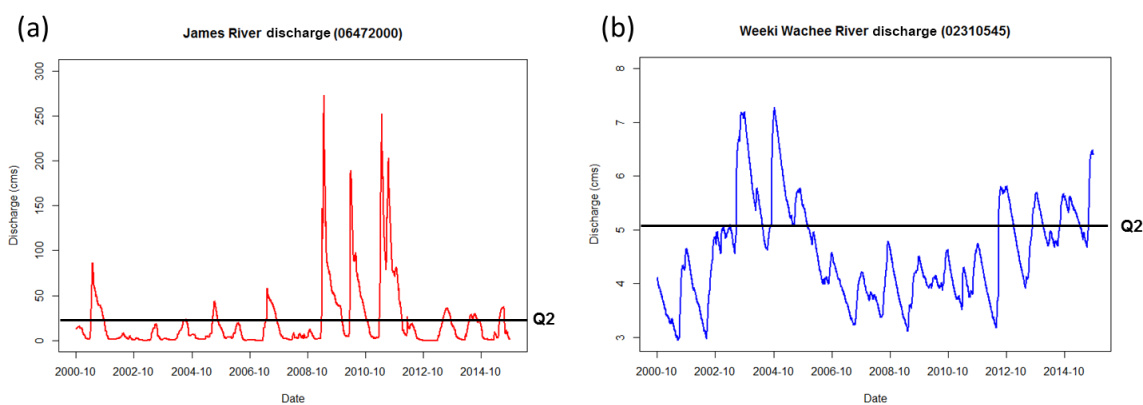 (a)
James River discharge (06472000)
Discharge (cms)
300
250
200
150
100
50
0
Q2
2000-10 2002-10 2004-10 2006-10 2008-10 2010-10 2012-10 2014-10
Date
(b)
Weeki Wachee River discharge (02310545)
Discharge (cms)
8
7
6
5
4
3
Q2
2000-10 2002-10 2004-10 2006-10 2008-10 2010-10 2012-10 2014-10
Date